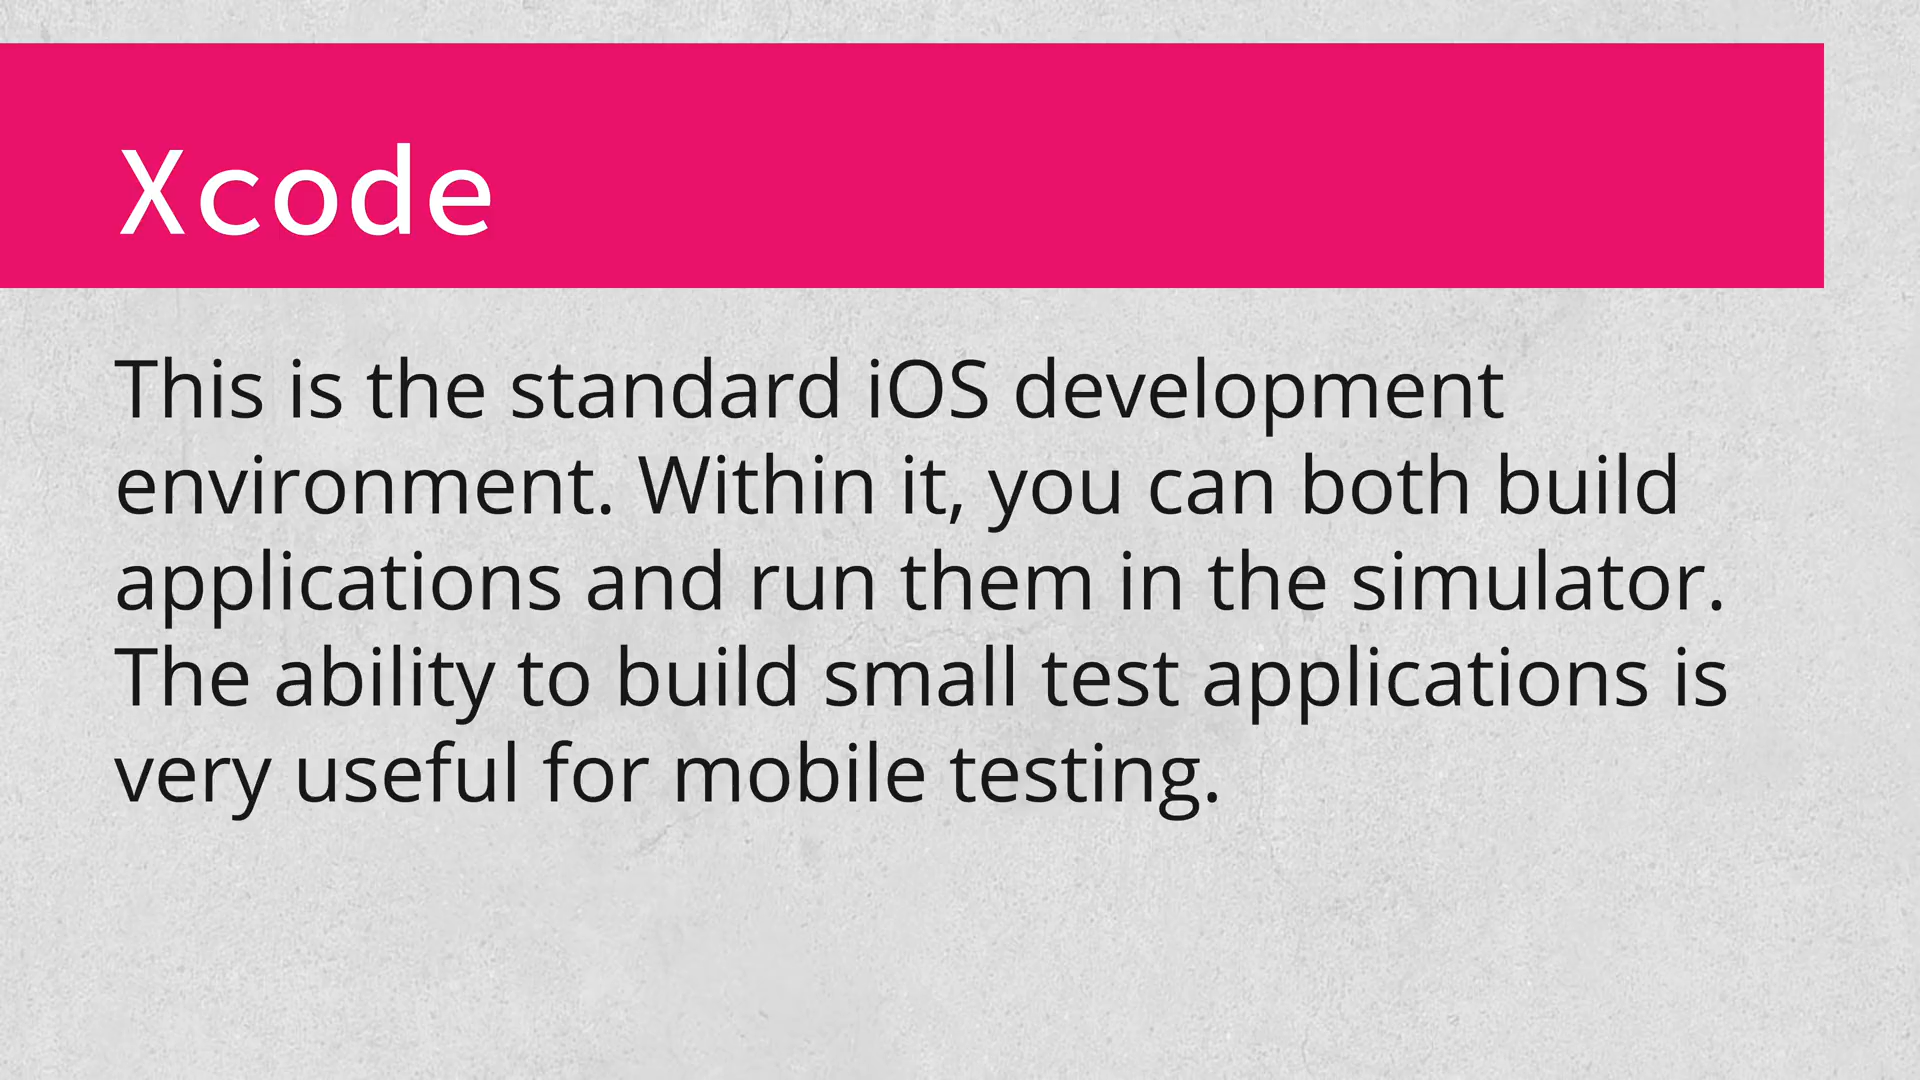 Xcode
This is the standard iOS development
environment. Within it, you can both build
applications and run them in the simulator.
The ability to build small test applications is
very useful for mobile testing.